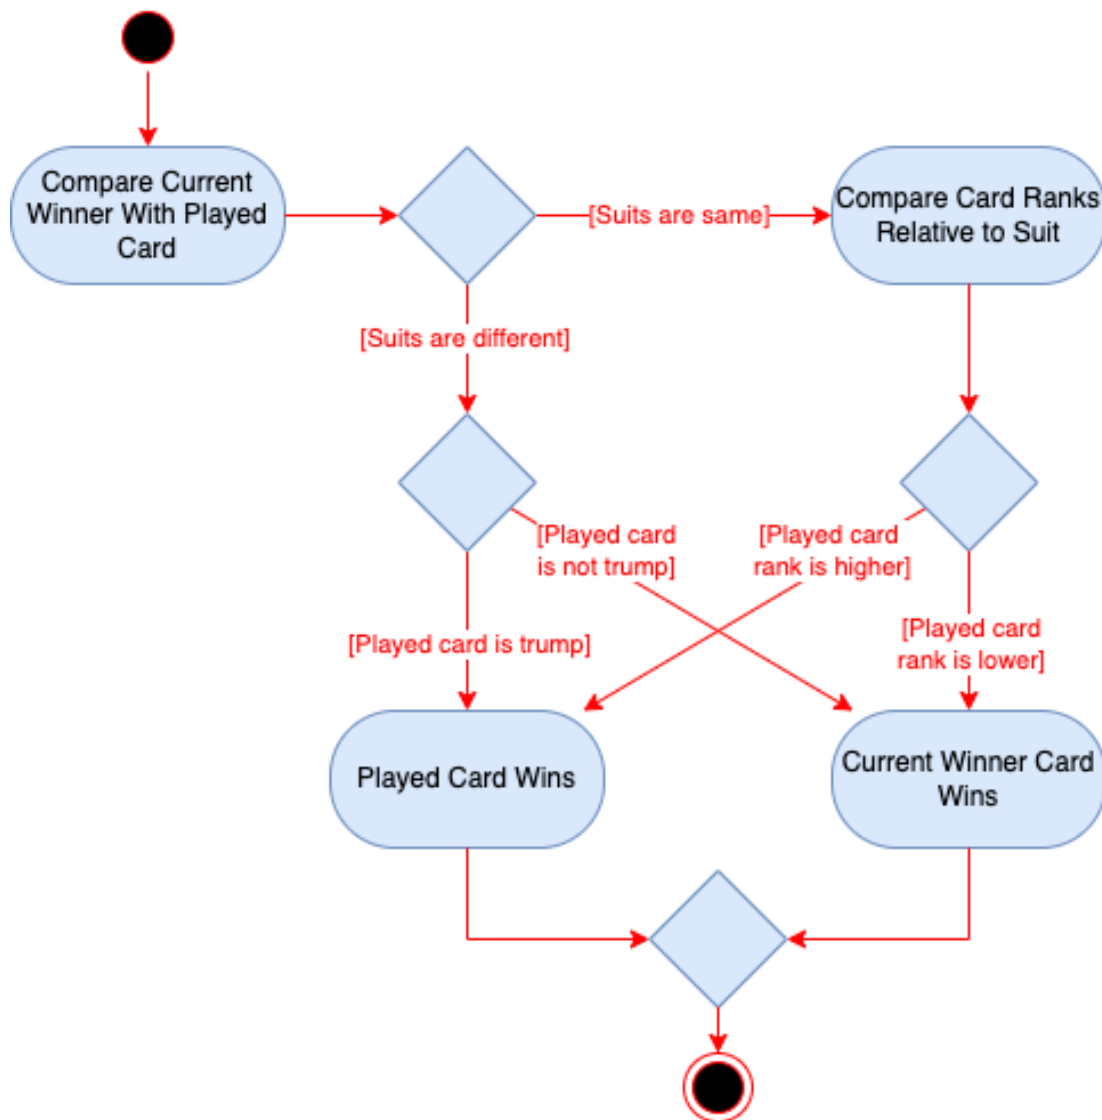 Compare Current
Winner With Played
Card
[Suits are same]
Compare Card Ranks
Relative to Suit
[Suits are different]
[Played card
is not trump]
[Played card
rank is higher]
[Played card is trump]
[Played card
rank is lower]
Played Card Wins
Current Winner Card
Wins